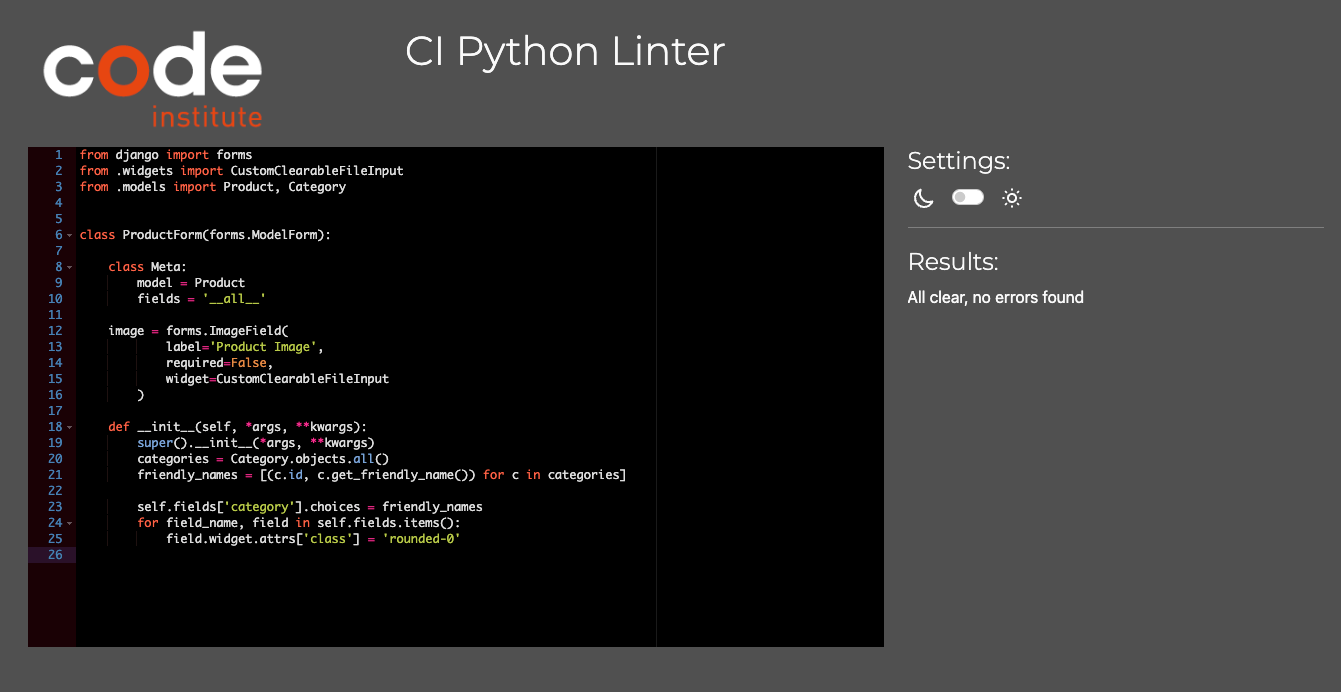 code
institute
CI Python Linter
1 from django import forms
2 from .widgets import CustomClearableFileInput
3 from .models import Product, Category
4
5
6 class ProductForm(forms.ModelForm):
7
8     class Meta:
9         model = Product
10         fields = '__all__'
11
12     image = forms.ImageField(
13             label='Product Image',
14             required=False,
15             widget=CustomClearableFileInput
16         )
17
18     def __init__(self, *args, **kwargs):
19         super().__init__(*args, **kwargs)
20         categories = Category.objects.all()
21         friendly_names = [(c.id, c.get_friendly_name()) for c in categories]
22
23         self.fields['category'].choices = friendly_names
24         for field_name, field in self.fields.items():
25             field.widget.attrs['class'] = 'rounded-0'
26
Settings:
Results:
All clear, no errors found